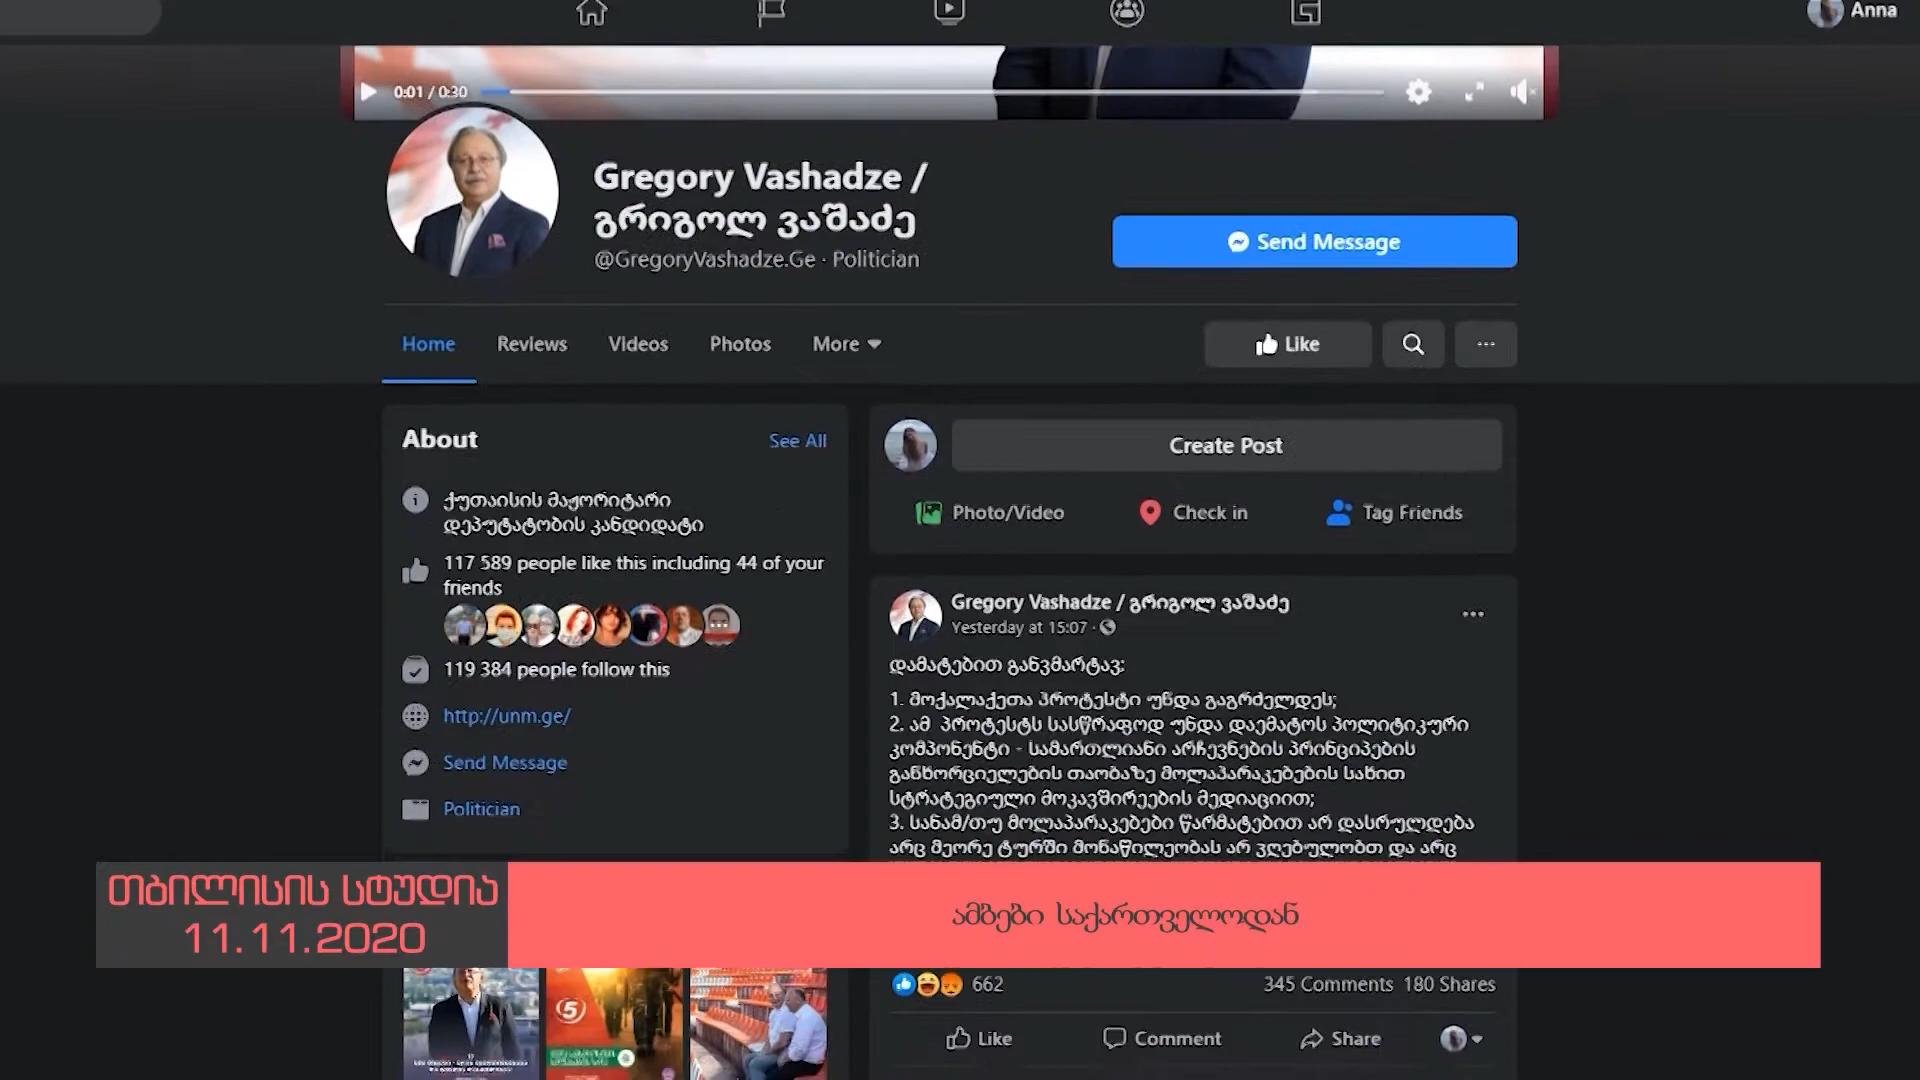 Anna
0:01 / 0:30
Gregory Vashadze /
გრიგოლ ვაშაძე
@GregoryVashadze.Ge · Politician
Send Message
Home
Reviews
Videos
Photos
More
Like
About
See All
ქუთაისის მაჟორიტარი
დეპუტატობის კანდიდატი
117 589 people like this including 44 of your
friends
119 384 people follow this
http://unm.ge/
Send Message
Politician
Create Post
Photo/Video
Check in
Tag Friends
Gregory Vashadze / გრიგოლ ვაშაძე
Yesterday at 15:07 ·
დამატებით განვმარტავ:
1. მოქალაქეთა პროტესტი უნდა გაგრძელდეს;
2. ამ პროტესტს სასწრაფოდ უნდა დაემატოს პოლიტიკური
კომპონენტი - სამართლიანი არჩევნების პრინციპების
განხორციელების თაობაზე მოლაპარაკებების სახით
სტრატეგიული მოკავშირეების მედიაციით;
3. სანამ/თუ მოლაპარაკებები წარმატებით არ დასრულდება
არც მეორე ტურში მონაწილეობას არ ვღებულობთ და არც
თბილისის სტუდია
11.11.2020
ამბები საქართველოდან
662
345 Comments 180 Shares
Like
Comment
Share
5